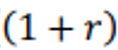 (1 + r)